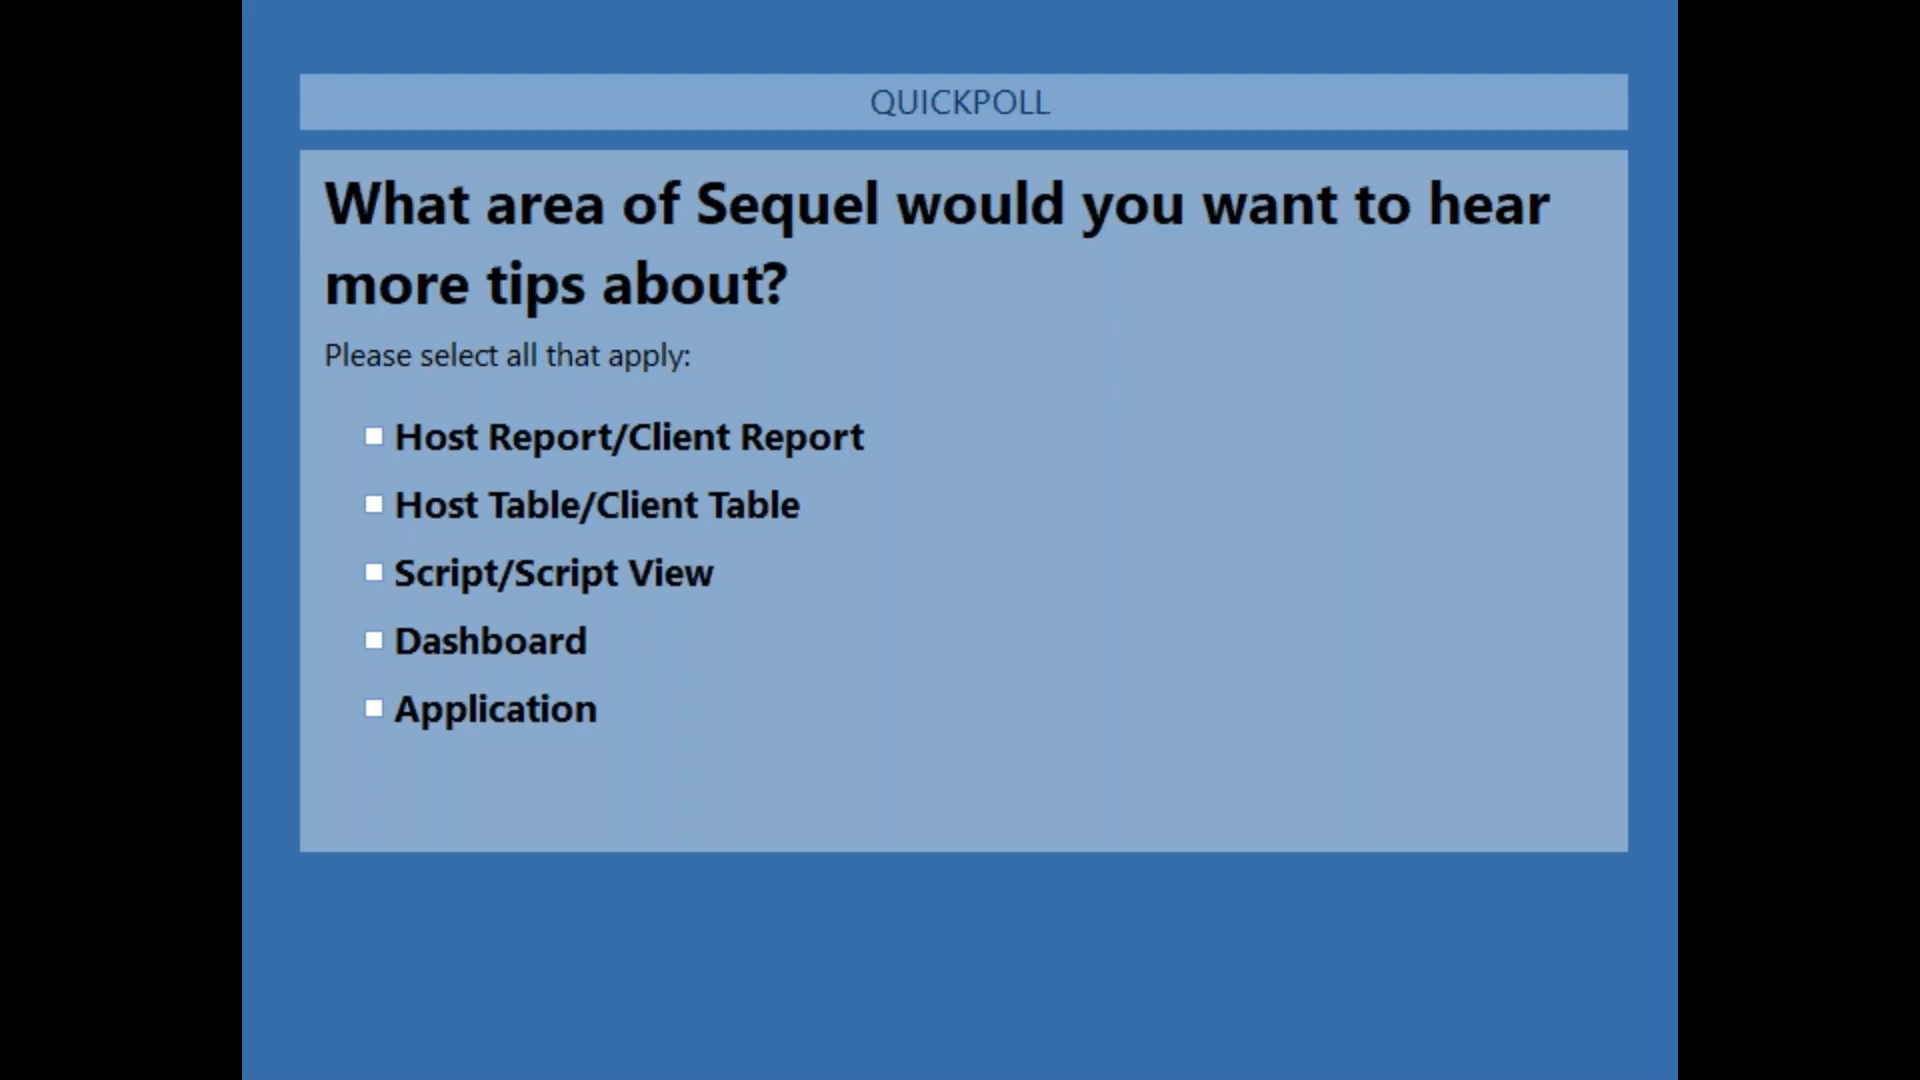 QUICKPOLL
What area of Sequel would you want to hear
more tips about?
Please select all that apply:
Host Report/Client Report
Host Table/Client Table
Script/Script View
Dashboard
Application